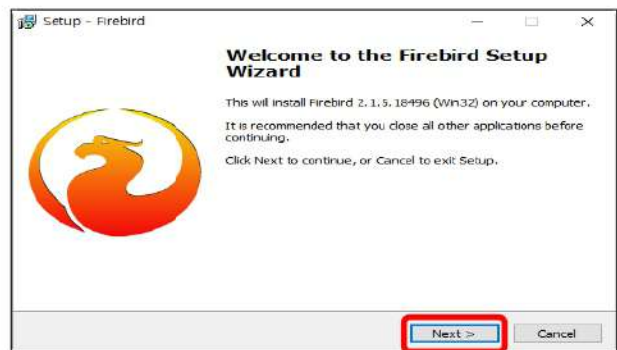 Setup - Firebird
Welcome to the Firebird Setup
Wizard
This will install Firebird 2.1.5.18496 (Win32) on your computer.
It is recommended that you close all other applications before
continuing.
Click Next to continue, or Cancel to exit Setup.
Next >
Cancel